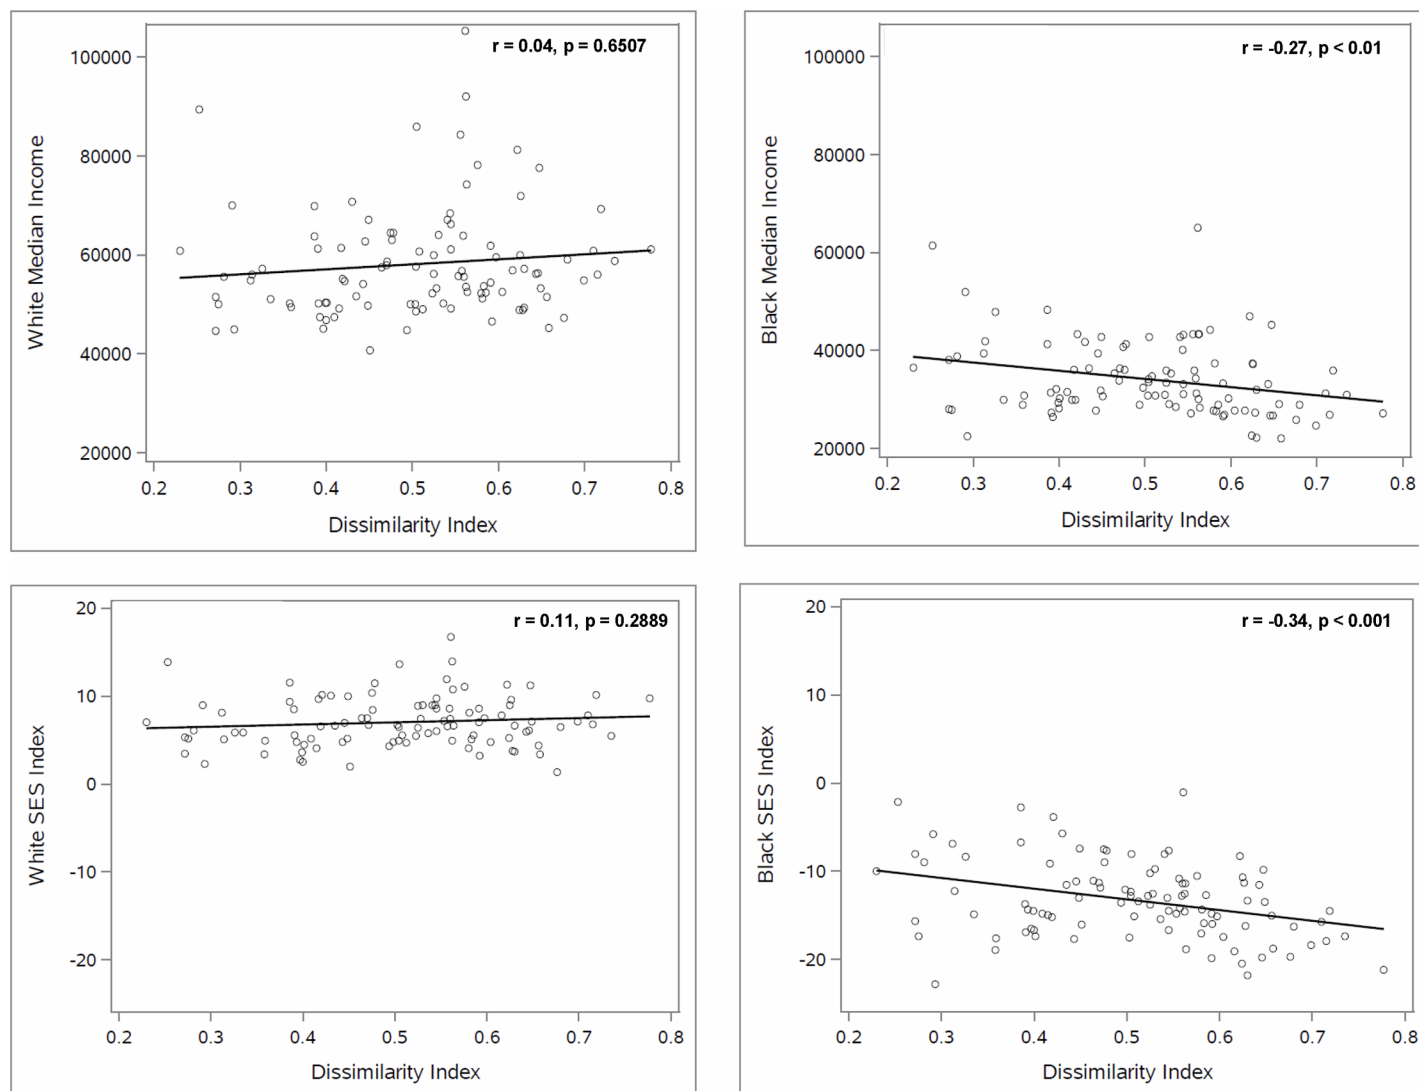 r = 0.04, p = 0.6507
100000
80000
60000
40000
20000
White Median Income
0.2 0.3 0.4 0.5 0.6 0.7 0.8
Dissimilarity Index
r = -0.27, p < 0.01
100000
80000
60000
40000
20000
Black Median Income
0.2 0.3 0.4 0.5 0.6 0.7 0.8
Dissimilarity Index
r = 0.11, p = 0.2889
20
10
0
-10
-20
White SES Index
0.2 0.3 0.4 0.5 0.6 0.7 0.8
Dissimilarity Index
r = -0.34, p < 0.001
20
10
0
-10
-20
Black SES Index
0.2 0.3 0.4 0.5 0.6 0.7 0.8
Dissimilarity Index